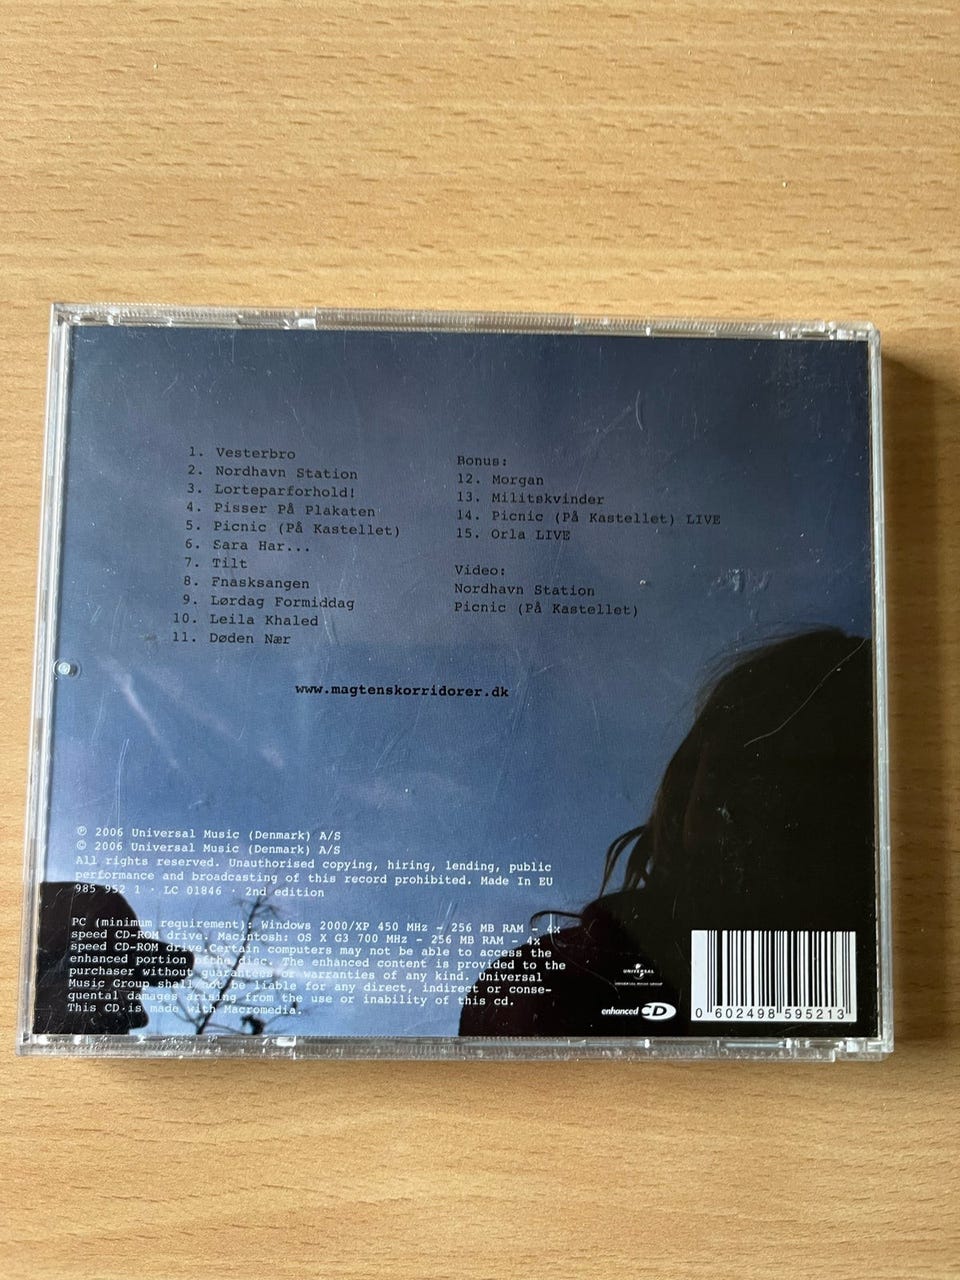 1. Vesterbro
2. Nordhavn Station
3. Lorteparforhold!
4. Pisser På Plakaten
5. Picnic (På Kastellet)
6. Sara Har...
7. Tilt
8. Fnasksangen
9. Lørdag Formiddag
10. Leila Khaled
11. Døden Nær
Bonus:
12. Morgan
13. Militskvinder
14. Picnic (På Kastellet) LIVE
15. Orla LIVE
Video:
Nordhavn Station
Picnic (På Kastellet)
www.magtenskorridorer.dk
℗ 2006 Universal Music (Denmark) A/S
© 2006 Universal Music (Denmark) A/S
All rights reserved. Unauthorised copying, hiring, lending, public
performance and broadcasting of this record prohibited. Made In EU
985 952 1 · LC 01846 · 2nd edition
PC (minimum requirement): Windows 2000/XP 450 MHz - 256 MB RAM - 4x
speed CD-ROM drive. Macintosh: OS X G3 700 MHz - 256 MB RAM - 4x
speed CD-ROM drive.Certain computers may not be able to access the
enhanced portion of the disc. The enhanced content is provided to the
purchaser without guarantees or warranties of any kind. Universal
Music Group shall not be liable for any direct, indirect or conse-
quental damages arising from the use or inability of this cd.
This CD is made with Macromedia.
UNIVERSAL
enhanced CD
0 602498 595213